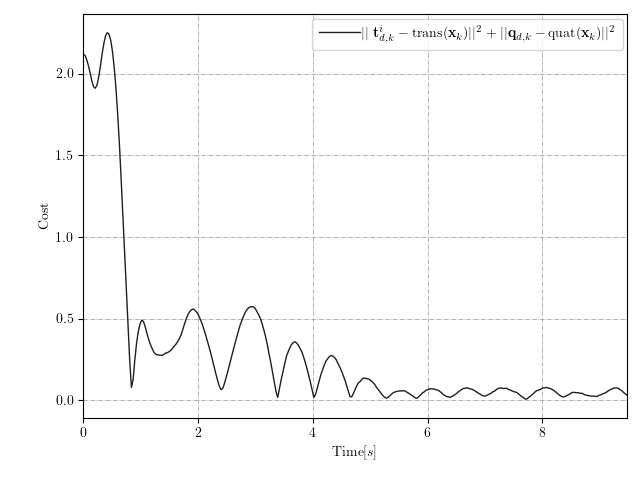 || t^i_{d,k} − trans(x_k)||² + ||q_{d,k} − quat(x_k)||²
2.0
1.5
1.0
0.5
0.0
Cost
0 2 4 6 8
Time[s]